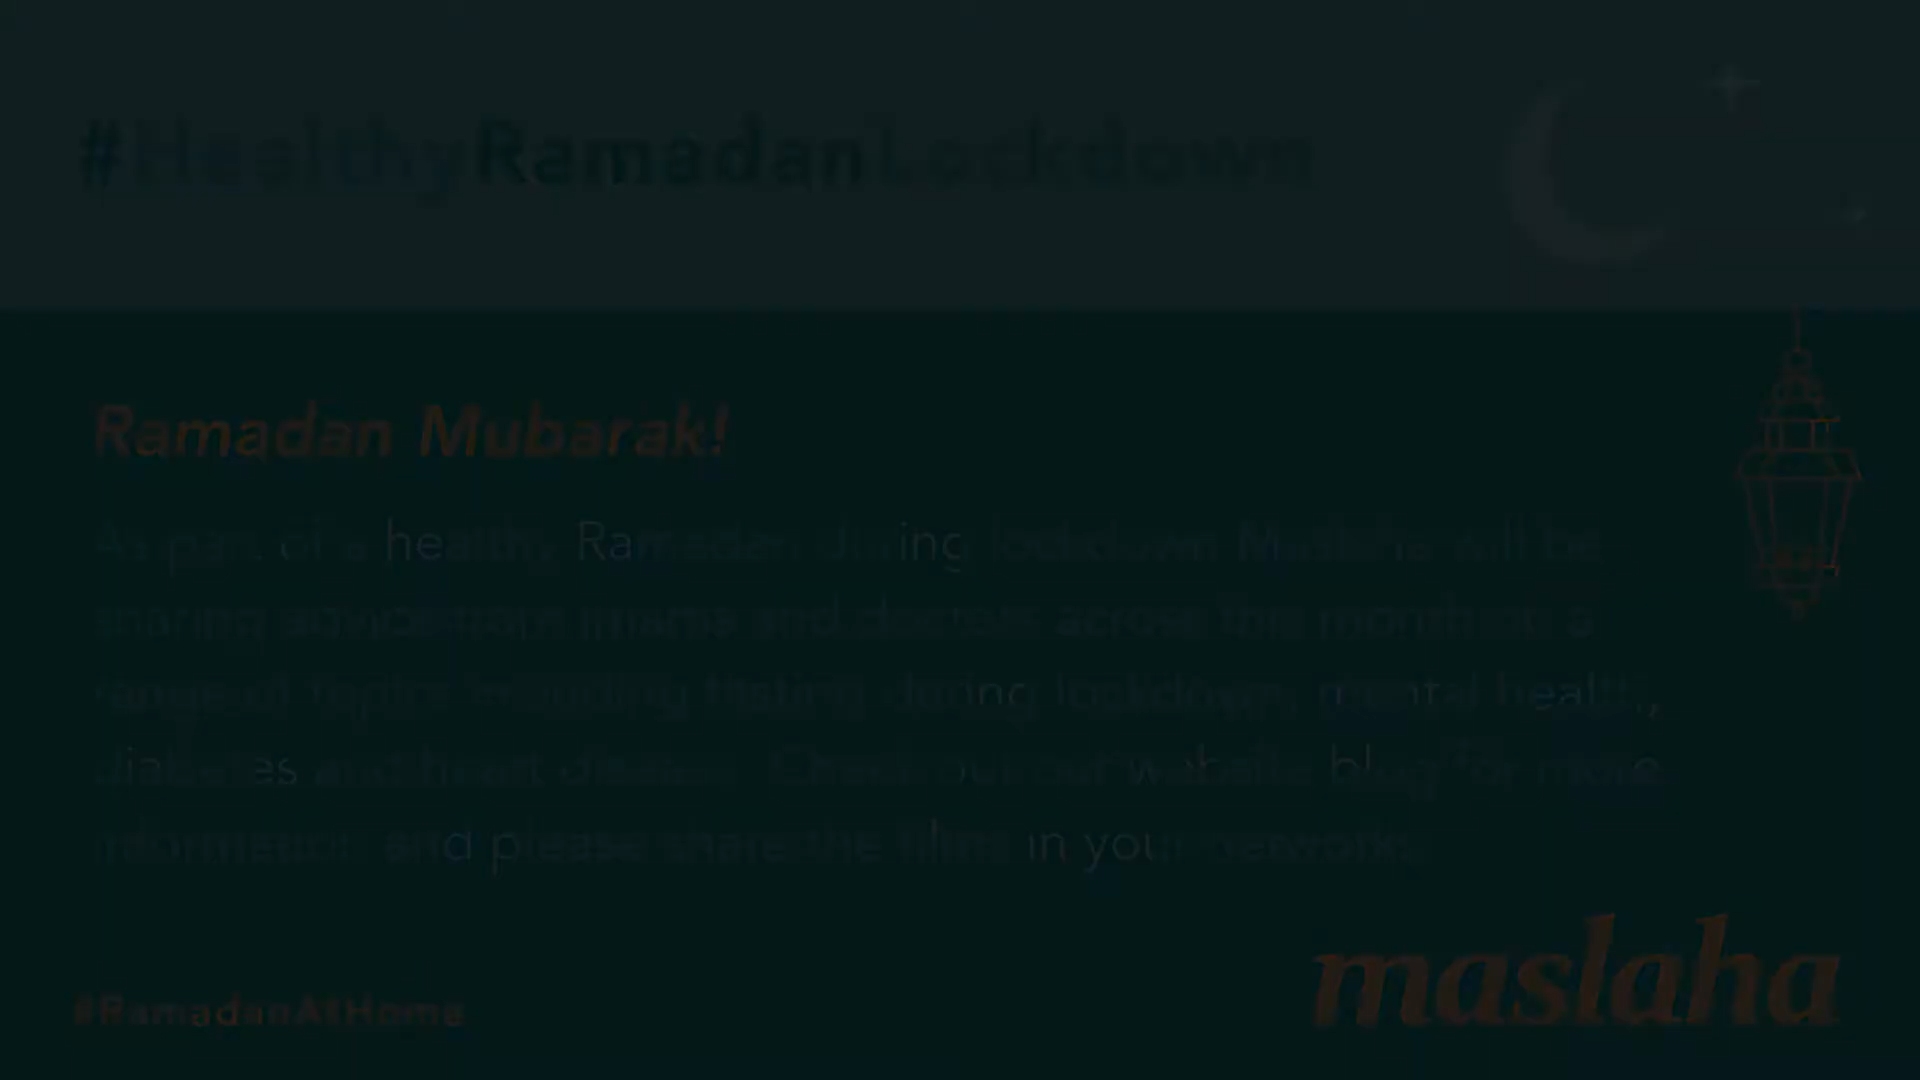 #HealthyRamadanLockdown
Ramadan Mubarak!
As part of a healthy Ramadan during lockdown Maslaha will be
sharing advice from imams and doctors across the month on a
range of topics including fasting during lockdown, mental health,
diabetes and heart disease. Check out our website blog for more
information and please share the films in your networks.
maslaha
#RamadanAtHome